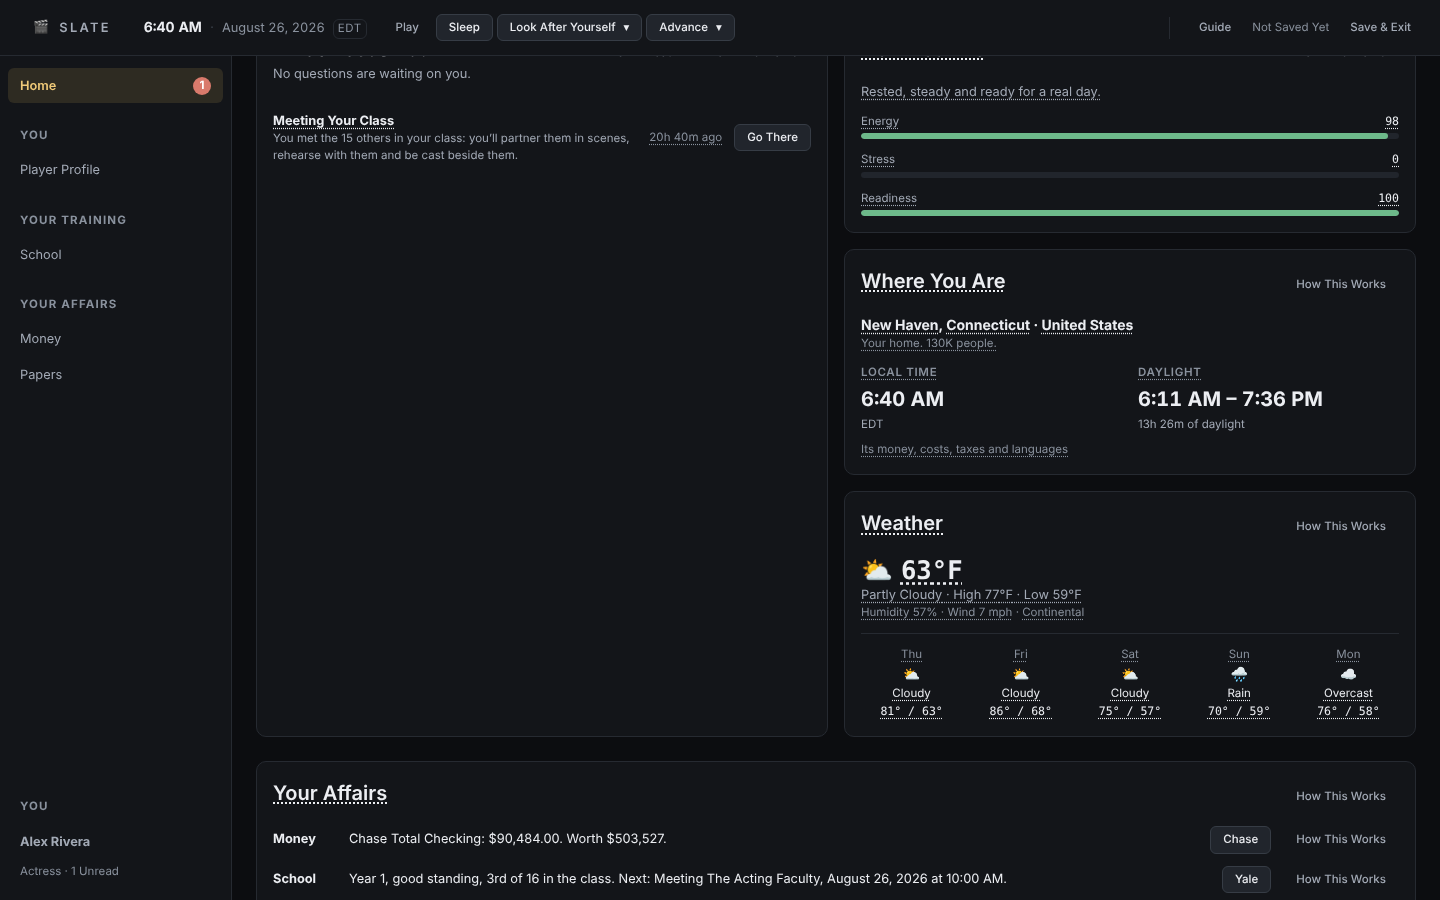 SLATE
6:40 AM · August 26, 2026 EDT
Play
Sleep
Look After Yourself ▾
Advance ▾
Guide
Not Saved Yet
Save & Exit
Home
1
YOU
Player Profile
YOUR TRAINING
School
YOUR AFFAIRS
Money
Papers
YOU
Alex Rivera
Actress · 1 Unread
No questions are waiting on you.
Meeting Your Class
You met the 15 others in your class: you'll partner them in scenes,
rehearse with them and be cast beside them.
20h 40m ago
Go There
Rested, steady and ready for a real day.
Energy 98
Stress 0
Readiness 100
Where You Are
How This Works
New Haven, Connecticut · United States
Your home. 130K people.
LOCAL TIME
6:40 AM
EDT
DAYLIGHT
6:11 AM – 7:36 PM
13h 26m of daylight
Its money, costs, taxes and languages
Weather
How This Works
63°F
Partly Cloudy · High 77°F · Low 59°F
Humidity 57% · Wind 7 mph · Continental
Thu
Cloudy
81° / 63°
Fri
Cloudy
86° / 68°
Sat
Cloudy
75° / 57°
Sun
Rain
70° / 59°
Mon
Overcast
76° / 58°
Your Affairs
How This Works
Money
Chase Total Checking: $90,484.00. Worth $503,527.
Chase
How This Works
School
Year 1, good standing, 3rd of 16 in the class. Next: Meeting The Acting Faculty, August 26, 2026 at 10:00 AM.
Yale
How This Works